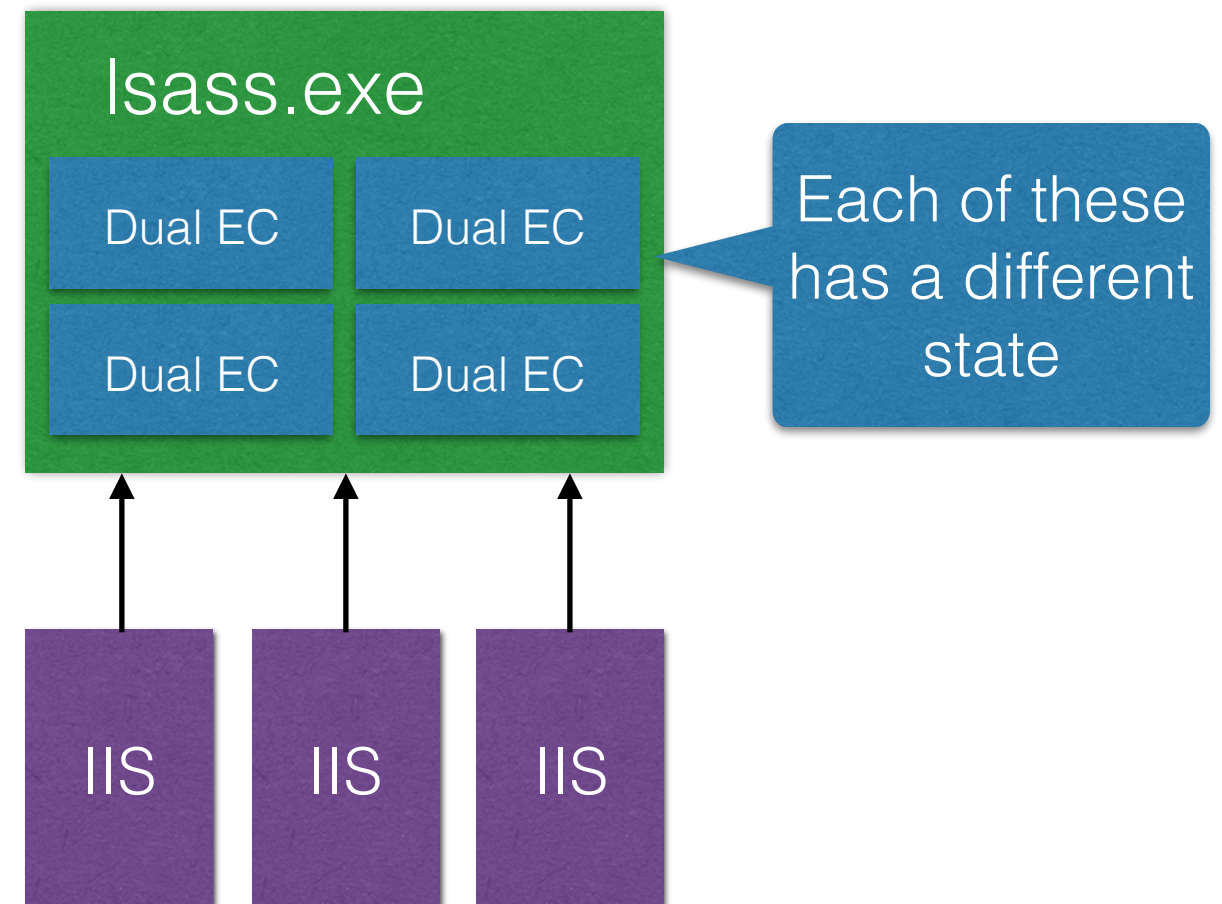 lsass.exe
Dual EC
Dual EC
Dual EC
Dual EC
Each of these
has a different
state
IIS
IIS
IIS